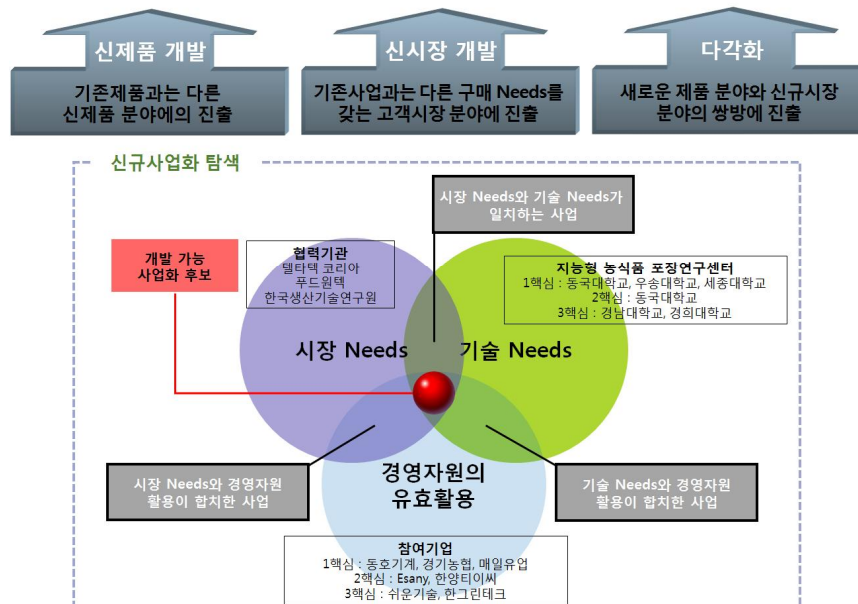 신제품 개발
기존제품과는 다른
신제품 분야에의 진출
신시장 개발
기존사업과는 다른 구매 Needs를
갖는 고객시장 분야에 진출
다각화
새로운 제품 분야와 신규시장
분야의 쌍방에 진출
신규사업화 탐색
시장 Needs와 기술 Needs가
일치하는 사업
개발 가능
사업화 후보
협력기관
델타텍 코리아
푸드원텍
한국생산기술연구원
지능형 농식품 포장연구센터
1핵심 : 동국대학교, 우송대학교, 세종대학교
2핵심 : 동국대학교
3핵심 : 경남대학교, 경희대학교
시장 Needs
기술 Needs
시장 Needs와 경영자원
활용이 합치한 사업
경영자원의
유효활용
기술 Needs와 경영자원
활용이 합치한 사업
참여기업
1핵심 : 동호기계, 경기농협, 매일유업
2핵심 : Esany, 한양티이씨
3핵심 : 쉬운기술, 한그린테크